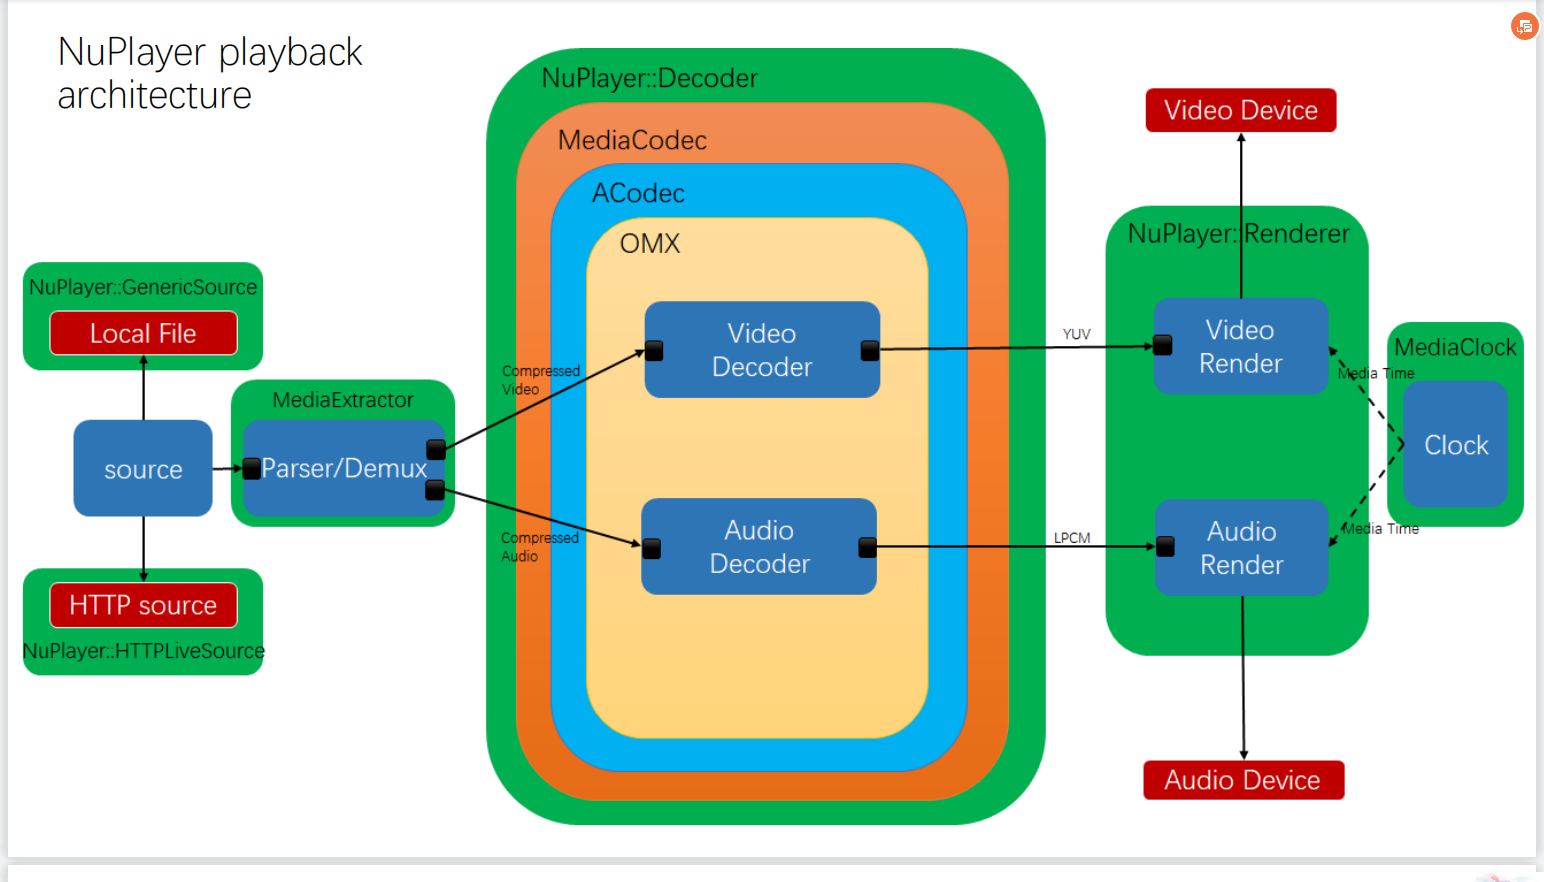 NuPlayer playback
architecture
NuPlayer::GenericSource
Local File
source
HTTP source
NuPlayer::HTTPLiveSource
MediaExtractor
Parser/Demux
Compressed
Video
Compressed
Audio
NuPlayer::Decoder
MediaCodec
ACodec
OMX
Video
Decoder
Audio
Decoder
YUV
LPCM
Video Device
NuPlayer::Renderer
Video
Render
Audio
Render
Audio Device
MediaClock
Media Time
Clock
Media Time